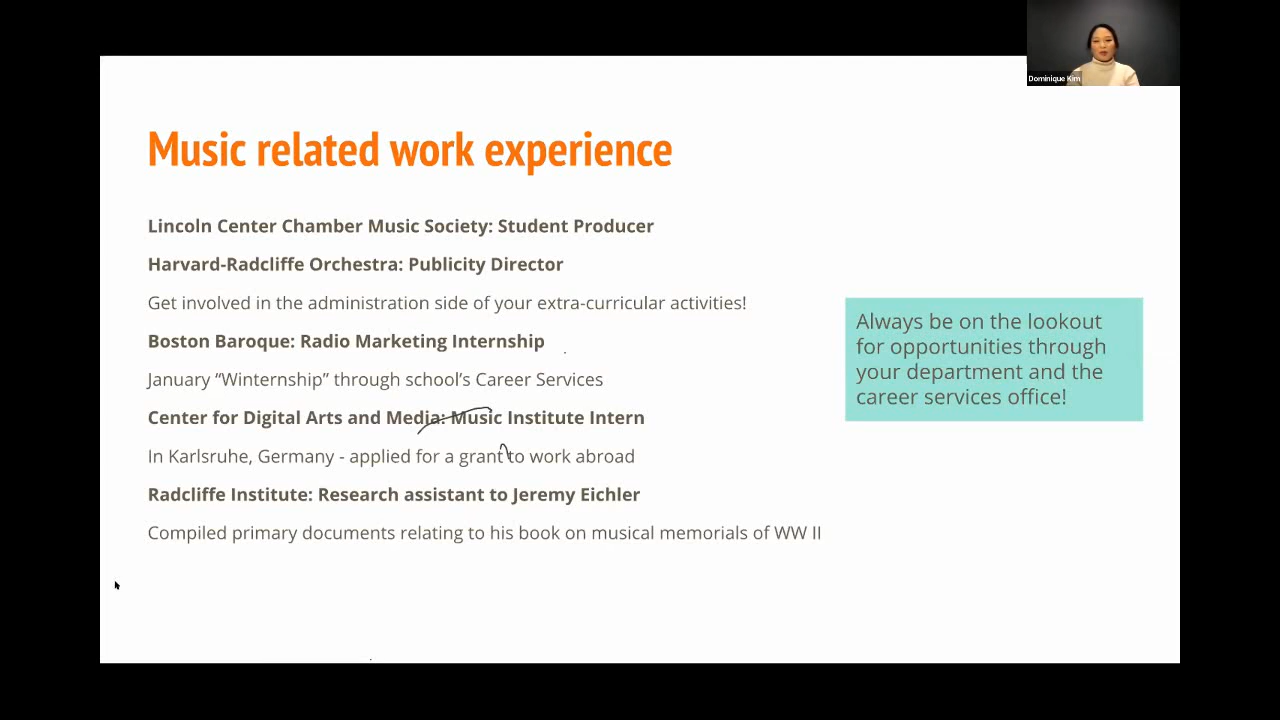 Dominique Kim
Music related work experience
Lincoln Center Chamber Music Society: Student Producer
Harvard-Radcliffe Orchestra: Publicity Director
Get involved in the administration side of your extra-curricular activities!
Boston Baroque: Radio Marketing Internship
January “Winternship” through school’s Career Services
Center for Digital Arts and Media: Music Institute Intern
In Karlsruhe, Germany - applied for a grant to work abroad
Radcliffe Institute: Research assistant to Jeremy Eichler
Compiled primary documents relating to his book on musical memorials of WW II
Always be on the lookout
for opportunities through
your department and the
career services office!